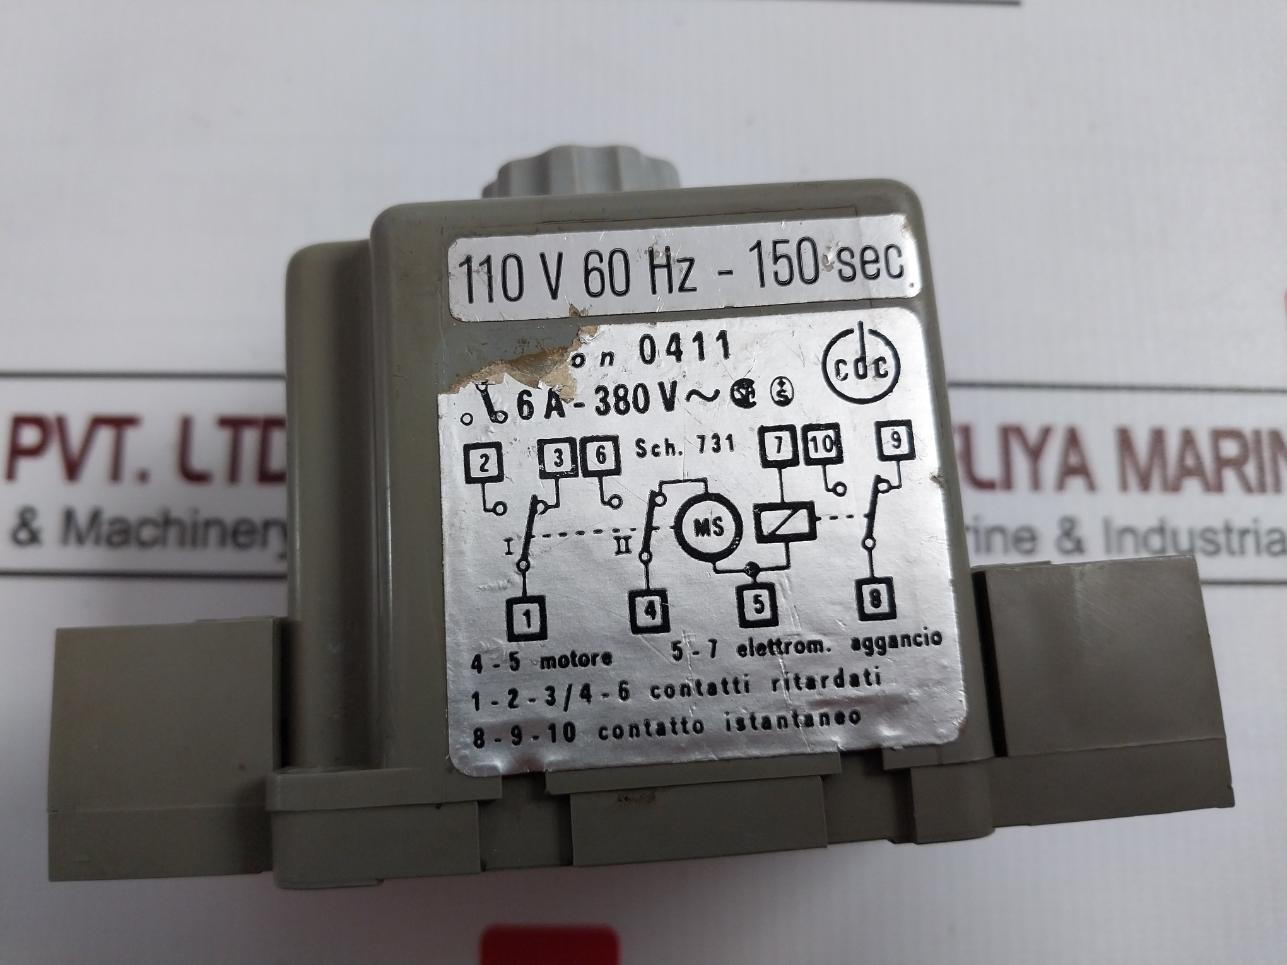 110 V 60 Hz - 150 sec
on 0411
cdc
6 A - 380 V ~
2 3 6 Sch. 731 7 10 9
I II MS
1 4 5 8
4 - 5 motore 5 - 7 elettrom. aggancio
1 - 2 - 3 / 4 - 6 contatti ritardati
8 - 9 - 10 contatto istantaneo
PVT. LTD
& Machinery
LIYA MARIN
rine & Industria